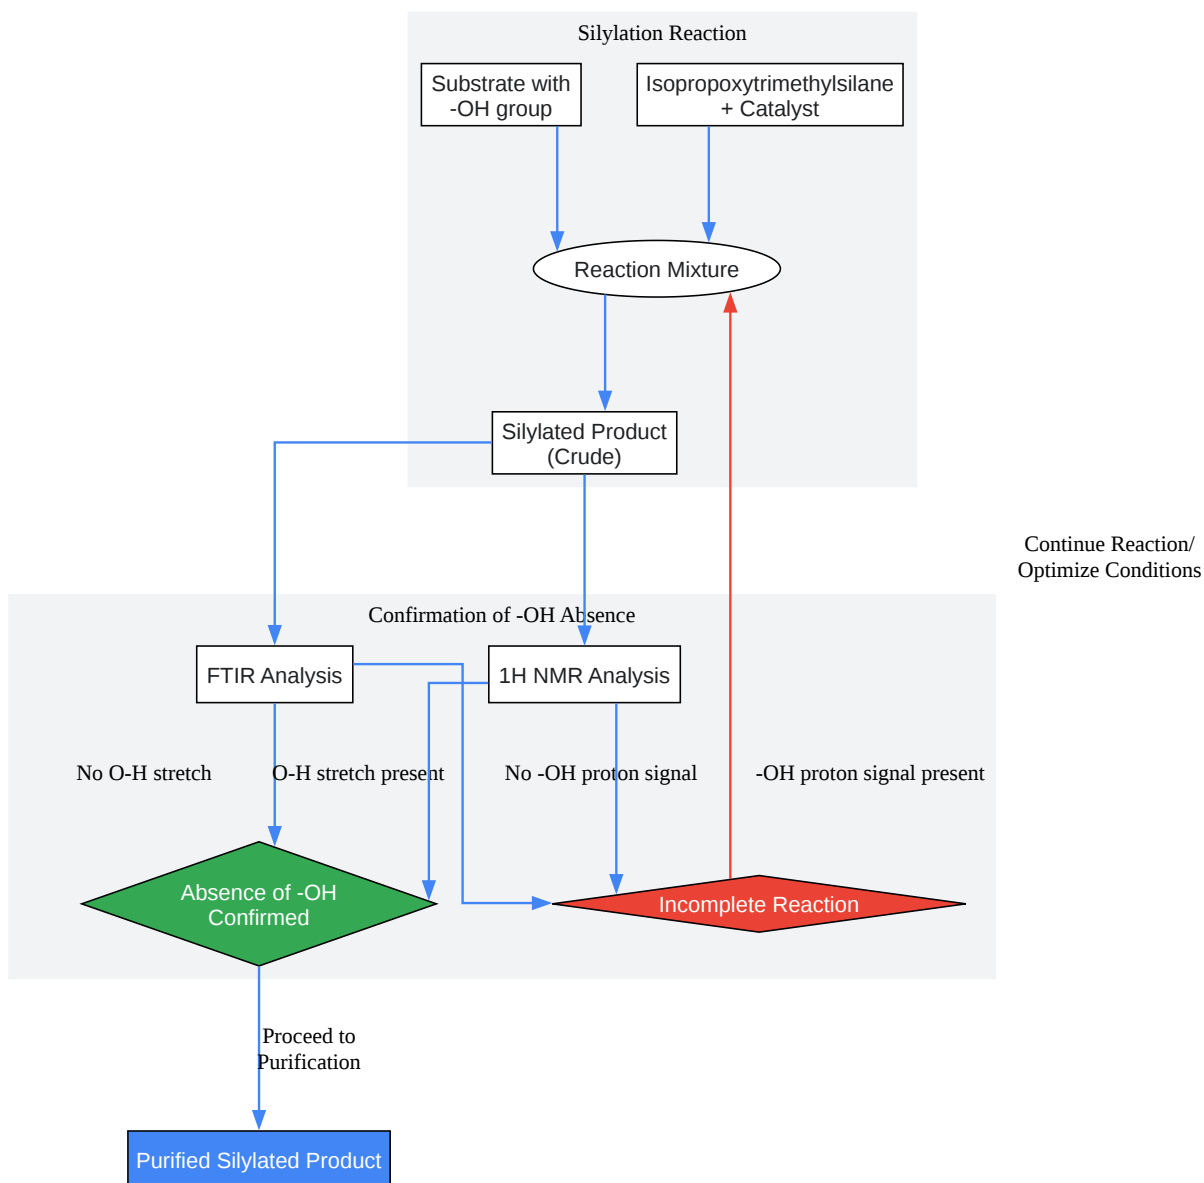 Silylation Reaction
Substrate with
-OH group
Isopropoxytrimethylsilane
+ Catalyst
Reaction Mixture
Silylated Product
(Crude)
Continue Reaction/
Optimize Conditions
Confirmation of -OH Absence
FTIR Analysis
1H NMR Analysis
No O-H stretch
O-H stretch present
No -OH proton signal
-OH proton signal present
Absence of -OH
Confirmed
Incomplete Reaction
Proceed to
Purification
Purified Silylated Product